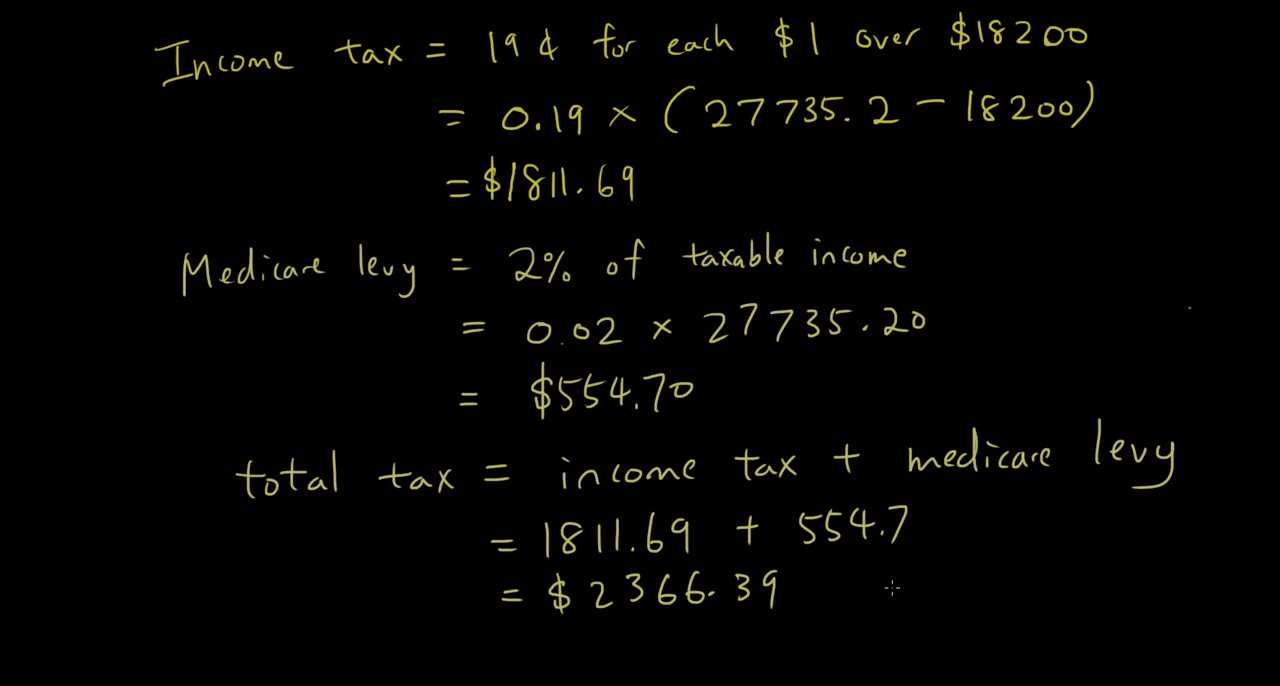 Income tax = 19 ¢ for each $1 over $18200
= 0.19 × (27735.2 - 18200)
= $1811.69
Medicare levy = 2% of taxable income
= 0.02 × 27735.20
= $554.70
total tax = income tax + medicare levy
= 1811.69 + 554.7
= $2366.39